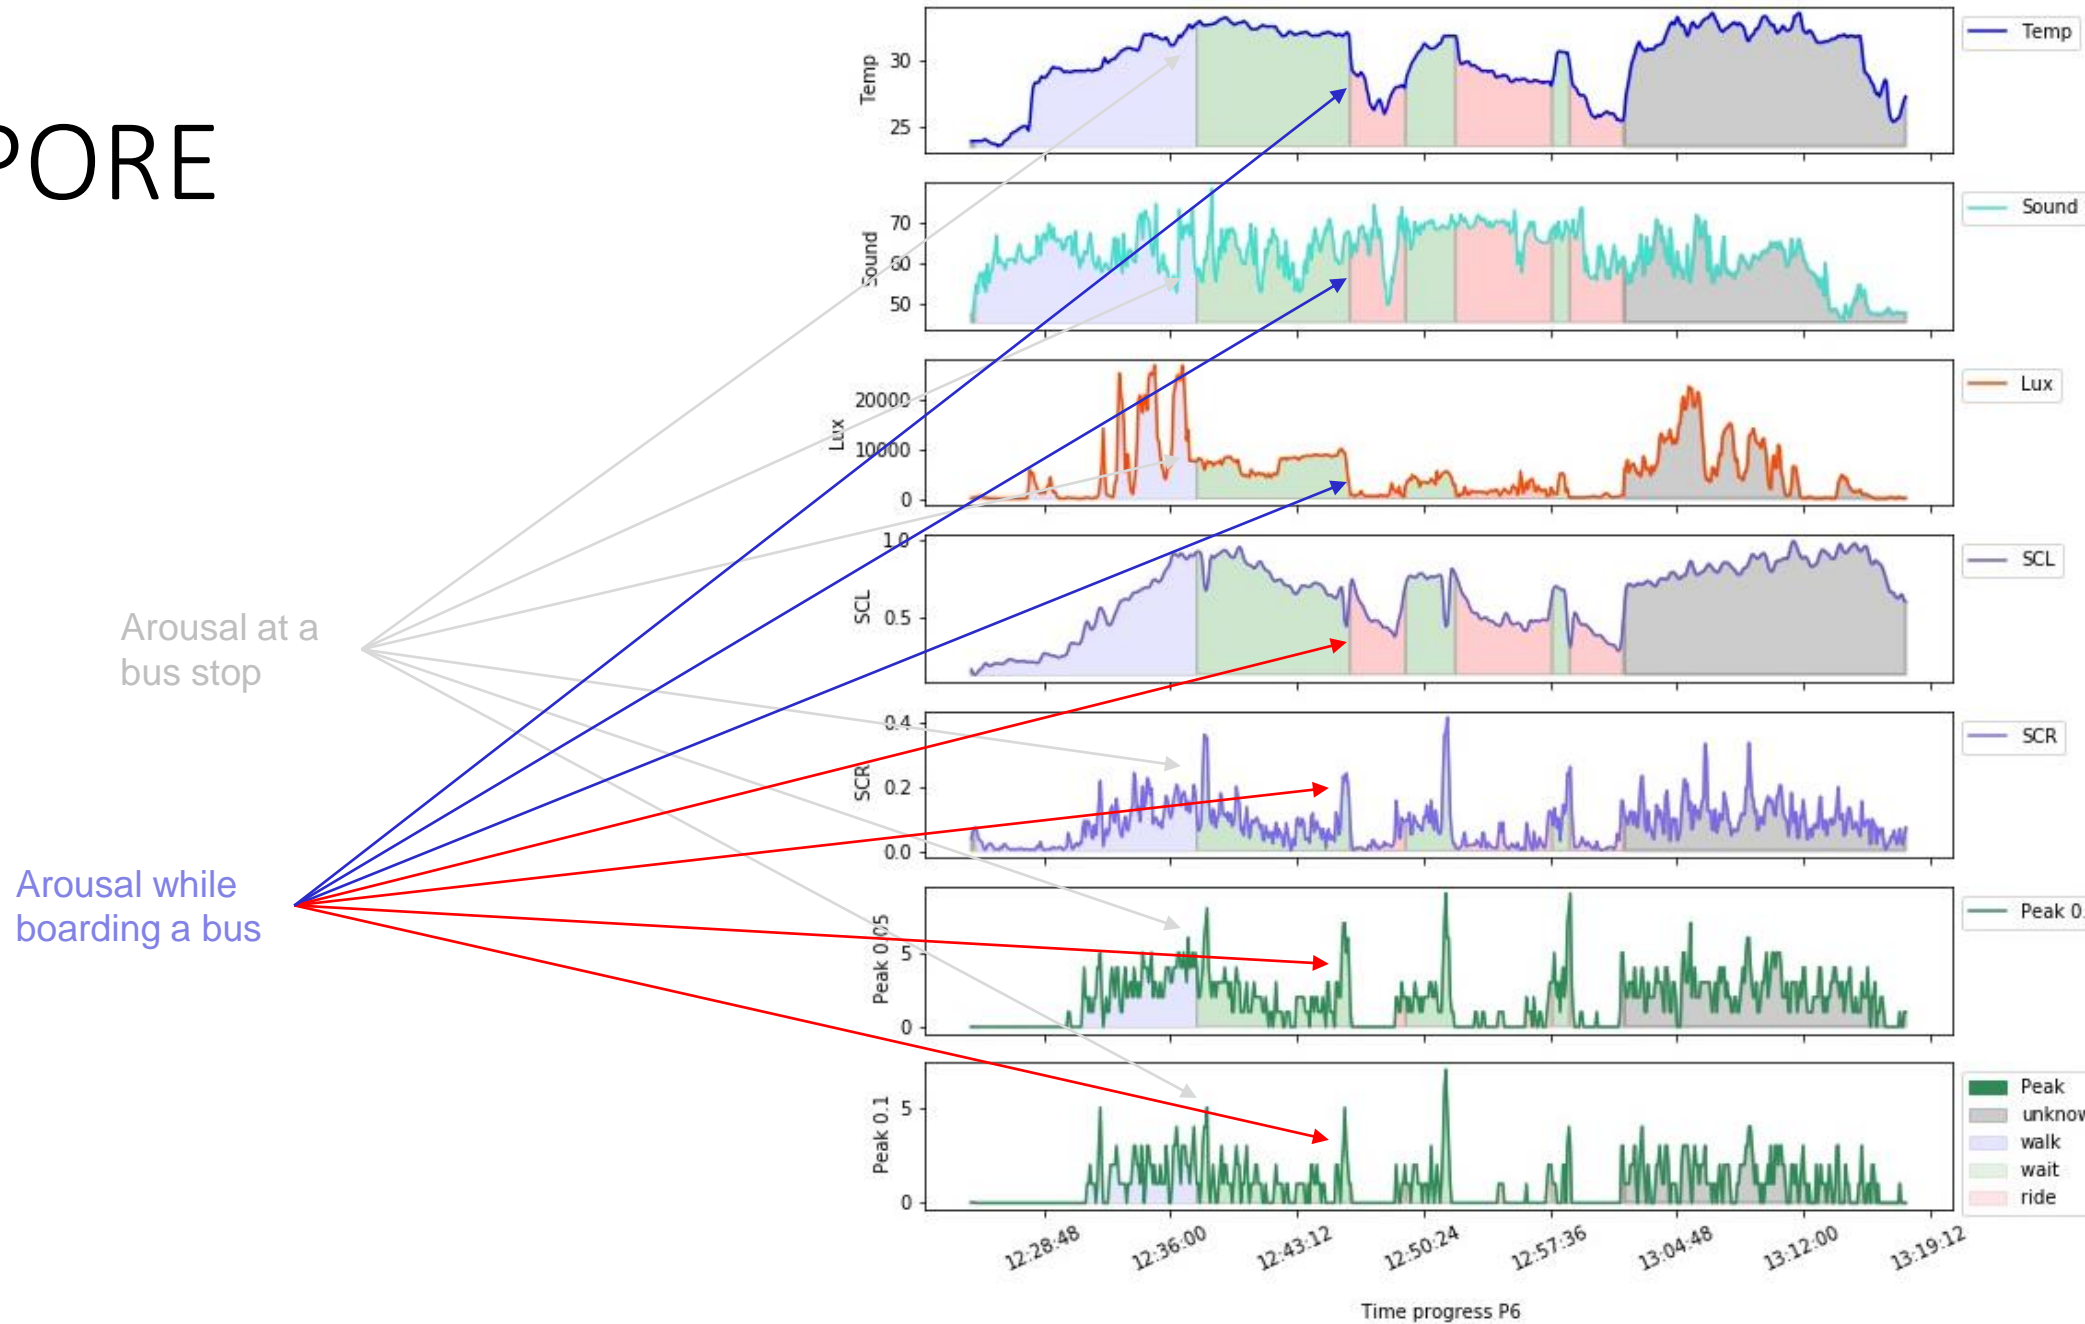 PORE
Arousal at a
bus stop
Arousal while
boarding a bus
Temp
30
25
Temp
Sound
70
60
50
Sound
Lux
20000
10000
0
Lux
SCL
1.0
0.5
SCL
SCR
0.4
0.2
0.0
SCR
Peak 0.05
5
0
Peak 0.
Peak 0.1
5
0
Peak
unknow
walk
wait
ride
12:28:48 12:36:00 12:43:12 12:50:24 12:57:36 13:04:48 13:12:00 13:19:12
Time progress P6